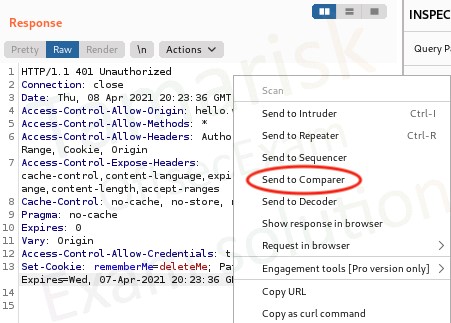 Response
INSPEC
Pretty Raw Render \n Actions
Query Pa
1 HTTP/1.1 401 Unauthorized
2 Connection: close
3 Date: Thu, 08 Apr 2021 20:23:36 GMT
4 Access-Control-Allow-Origin: hello.
5 Access-Control-Allow-Methods: *
6 Access-Control-Allow-Headers: Autho
Range, Cookie, Origin
7 Access-Control-Expose-Headers:
cache-control,content-language,expi
ange,content-length,accept-ranges
8 Cache-Control: no-cache, no-store,
9 Pragma: no-cache
10 Expires: 0
11 Vary: Origin
12 Access-Control-Allow-Credentials: t
13 Set-Cookie: rememberMe=deleteMe; Pa
Expires=Wed, 07-Apr-2021 20:23:36 G
14
15
Scan
Send to Intruder Ctrl-I
Send to Repeater Ctrl-R
Send to Sequencer
Send to Comparer
Send to Decoder
Show response in browser
Request in browser
Engagement tools [Pro version only]
Copy URL
Copy as curl command